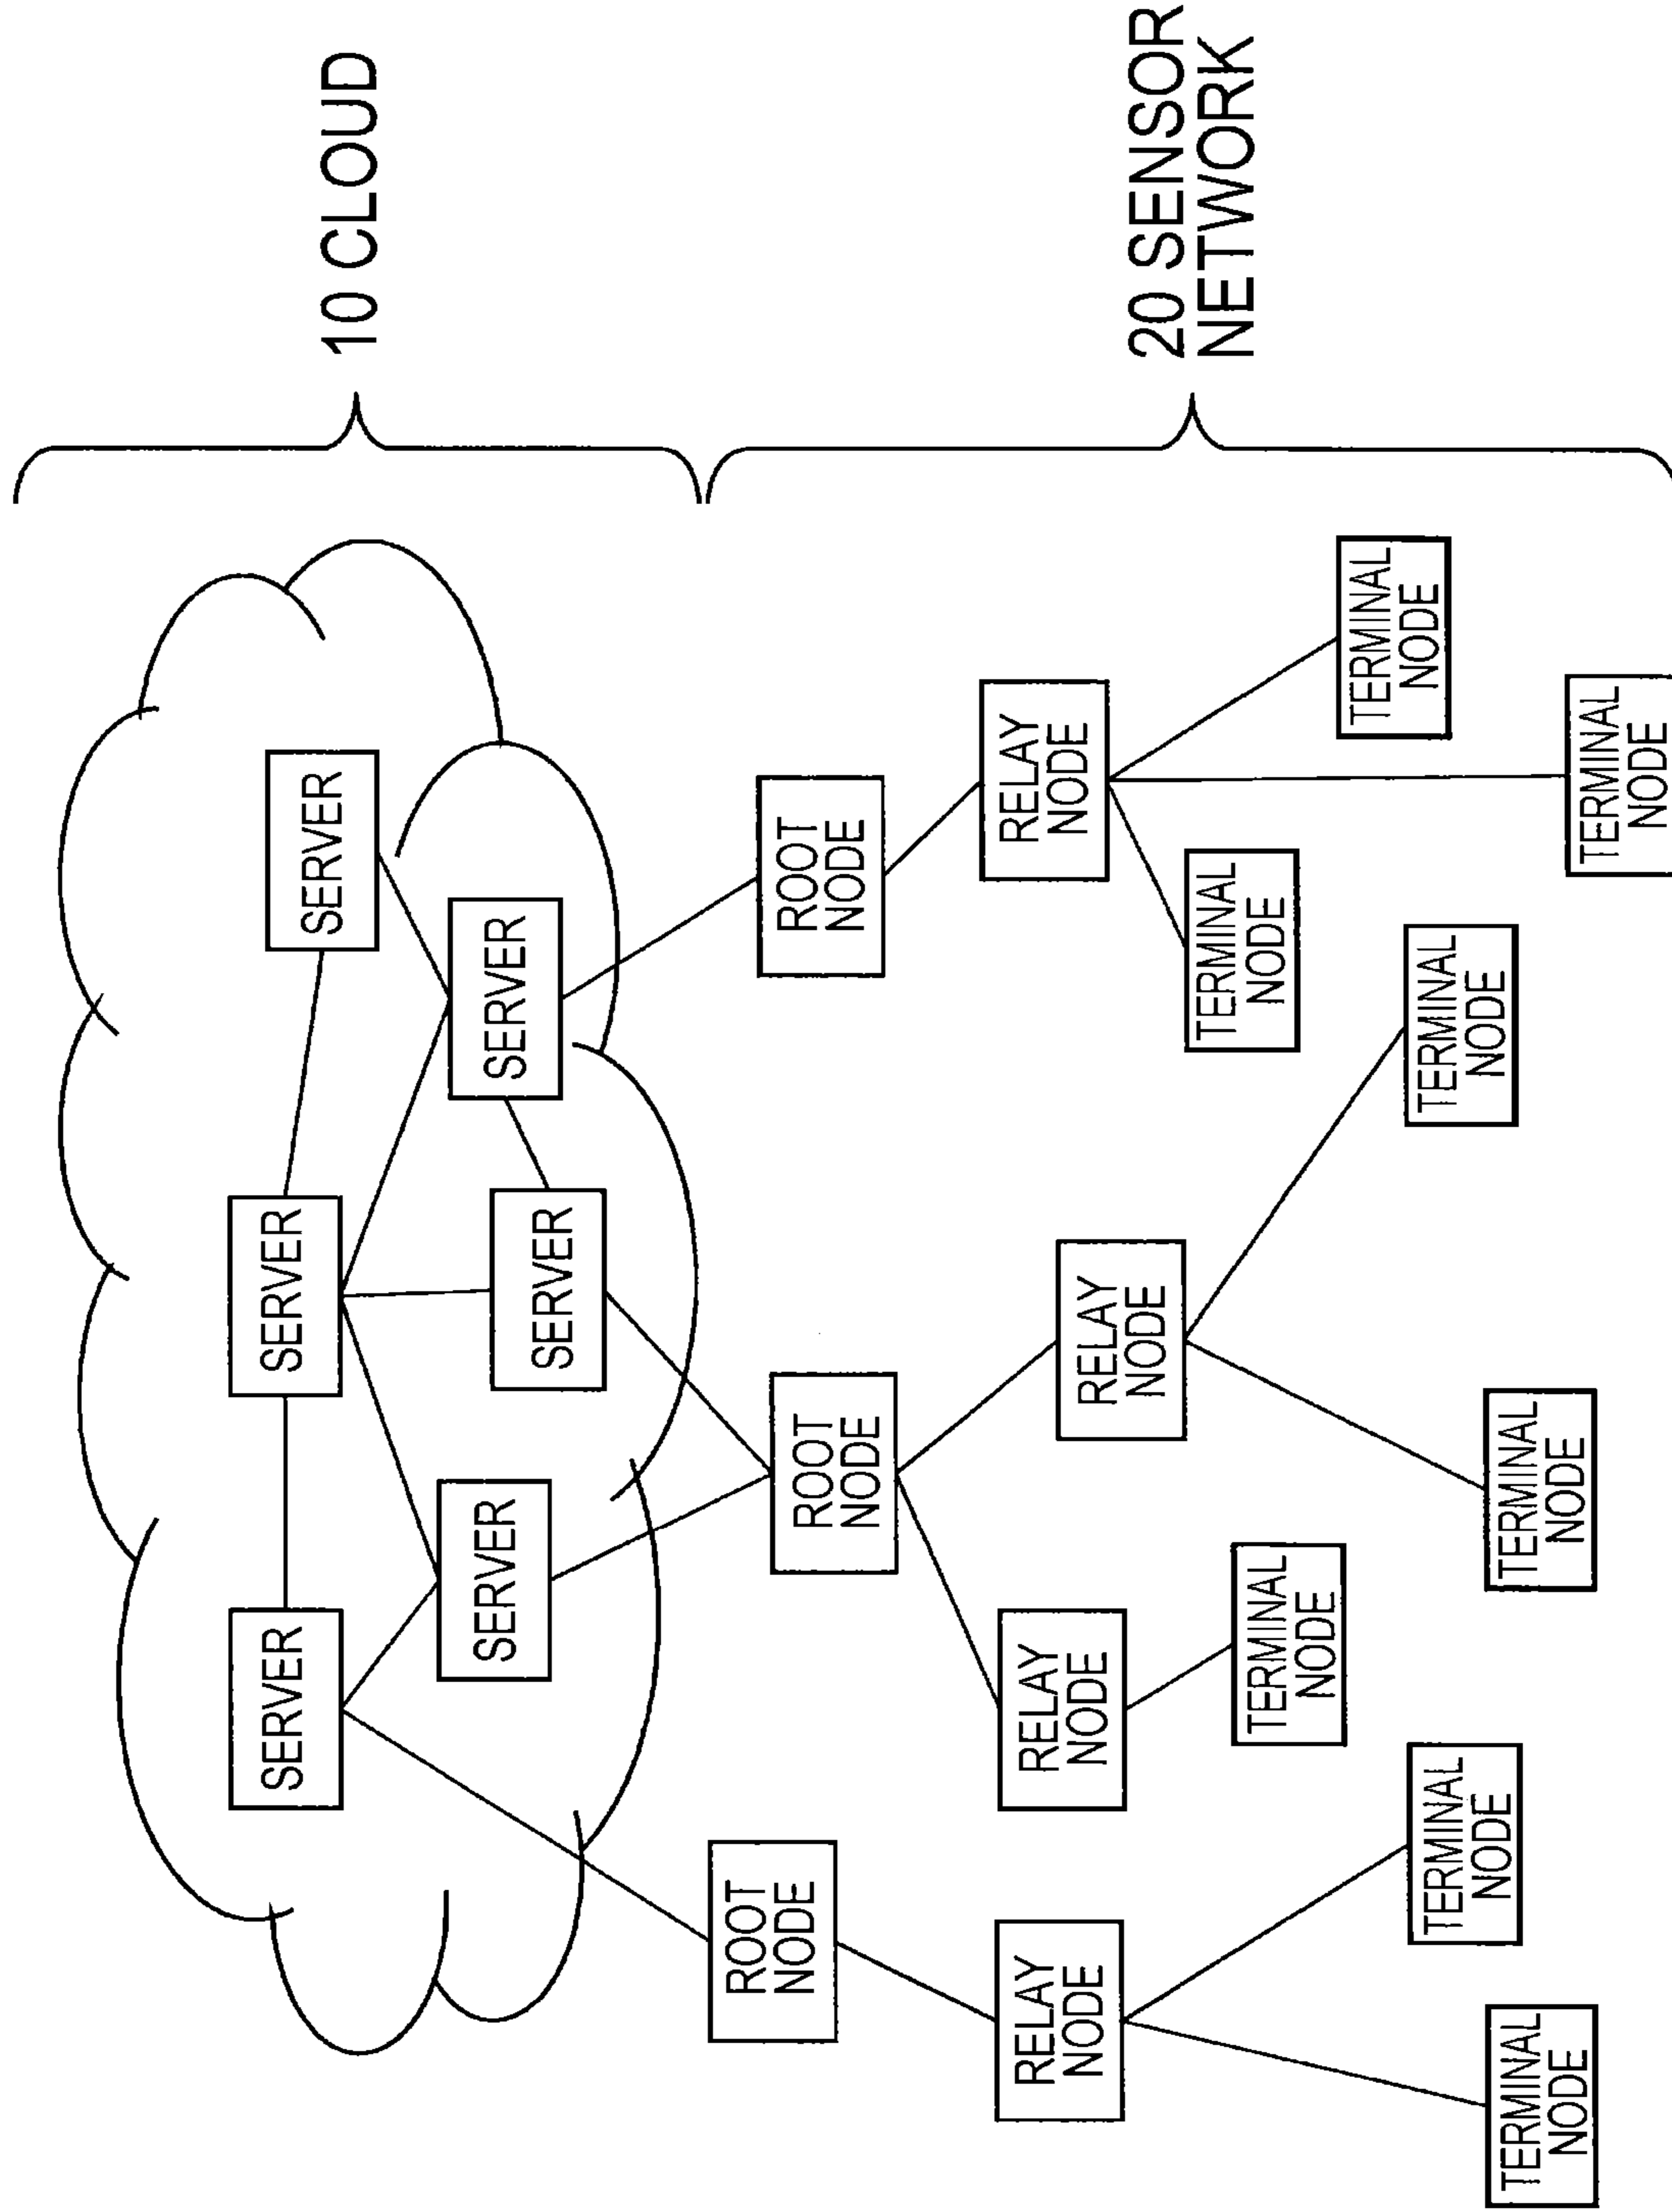 SERVER
SERVER
SERVER
10 CLOUD
SERVER
SERVER
SERVER
ROOT
NODE
ROOT
NODE
ROOT
NODE
RELAY
NODE
RELAY
NODE
RELAY
NODE
RELAY
NODE
20 SENSOR
NETWORK
TERMINAL
NODE
TERMINAL
NODE
TERMINAL
NODE
TERMINAL
NODE
TERMINAL
NODE
TERMINAL
NODE
TERMINAL
NODE
TERMINAL
NODE